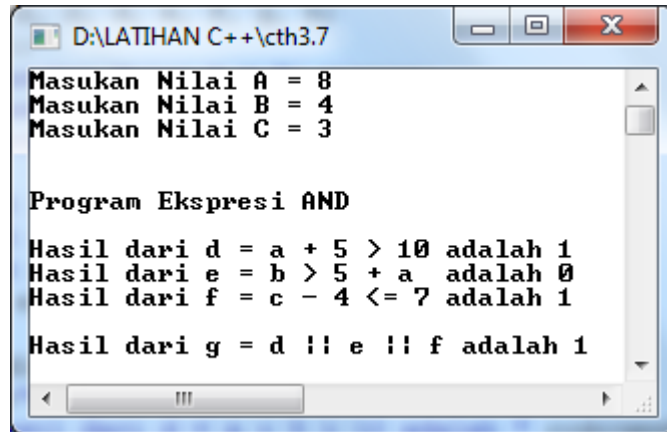 D:\LATIHAN C++\cth3.7
Masukan Nilai A = 8
Masukan Nilai B = 4
Masukan Nilai C = 3
Program Ekspresi AND
Hasil dari d = a + 5 > 10 adalah 1
Hasil dari e = b > 5 + a  adalah 0
Hasil dari f = c - 4 <= 7 adalah 1
Hasil dari g = d || e || f adalah 1